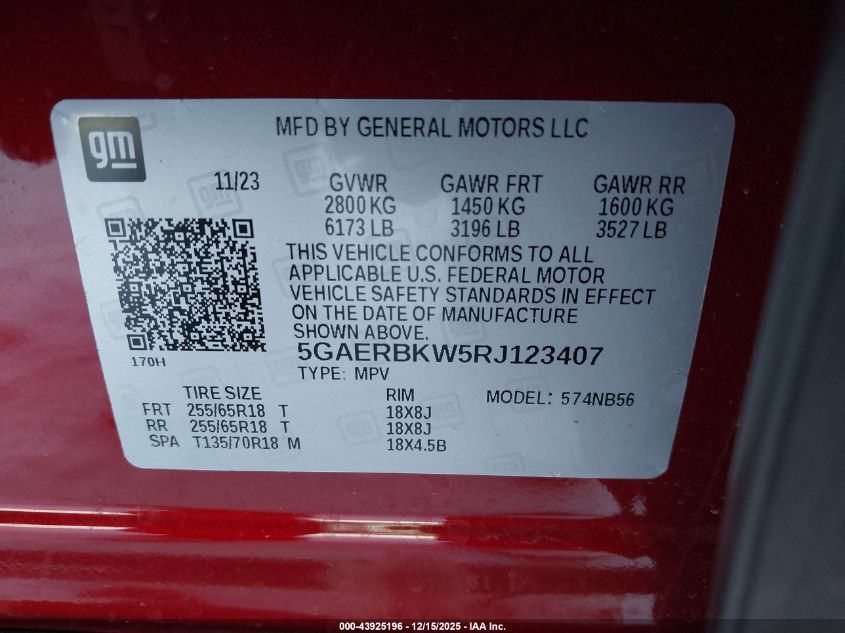 gm
MFD BY GENERAL MOTORS LLC
11/23 GVWR GAWR FRT GAWR RR
2800 KG 1450 KG 1600 KG
6173 LB 3196 LB 3527 LB
THIS VEHICLE CONFORMS TO ALL
APPLICABLE U.S. FEDERAL MOTOR
VEHICLE SAFETY STANDARDS IN EFFECT
ON THE DATE OF MANUFACTURE
SHOWN ABOVE.
170H
5GAERBKW5RJ123407
TYPE: MPV
TIRE SIZE RIM MODEL: 574NB56
FRT 255/65R18 T 18X8J
RR 255/65R18 T 18X8J
SPA T135/70R18 M 18X4.5B
000-43925196 - 12/15/2025 - IAA Inc.